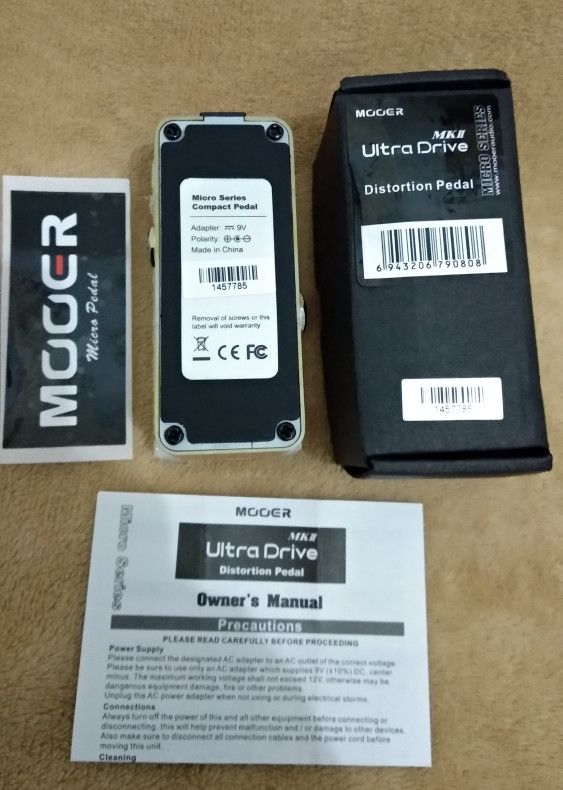 MOOER
Micro Pedal
Micro Series
Compact Pedal
Adapter: 9V
Polarity:
Made in China
1457785
Removal of screws or this
label will void warranty
CE FC
MOOER
MKII
Ultra Drive
Distortion Pedal
MICRO SERIES
www.mooeraudio.com
6 943206 790808
1457785
MOOER
Micro Series
MKII
Ultra Drive
Distortion Pedal
Owner's Manual
Precautions
PLEASE READ CAREFULLY BEFORE PROCEEDING
Power Supply
Please connect the designated AC adapter to an AC outlet of the correct voltage.
Please be sure to use only an AC adapter which supplies 9V (±10%) DC, center
minus. The maximum working voltage shall not exceed 12V, otherwise may be
dangerous equipment damage, fire or other problems.
Unplug the AC power adapter when not using or during electrical storms.
Connections
Always turn off the power of this and all other equipment before connecting or
disconnecting, this will help prevent malfunction and / or damage to other devices.
Also make sure to disconnect all connection cables and the power cord before
moving this unit.
Cleaning